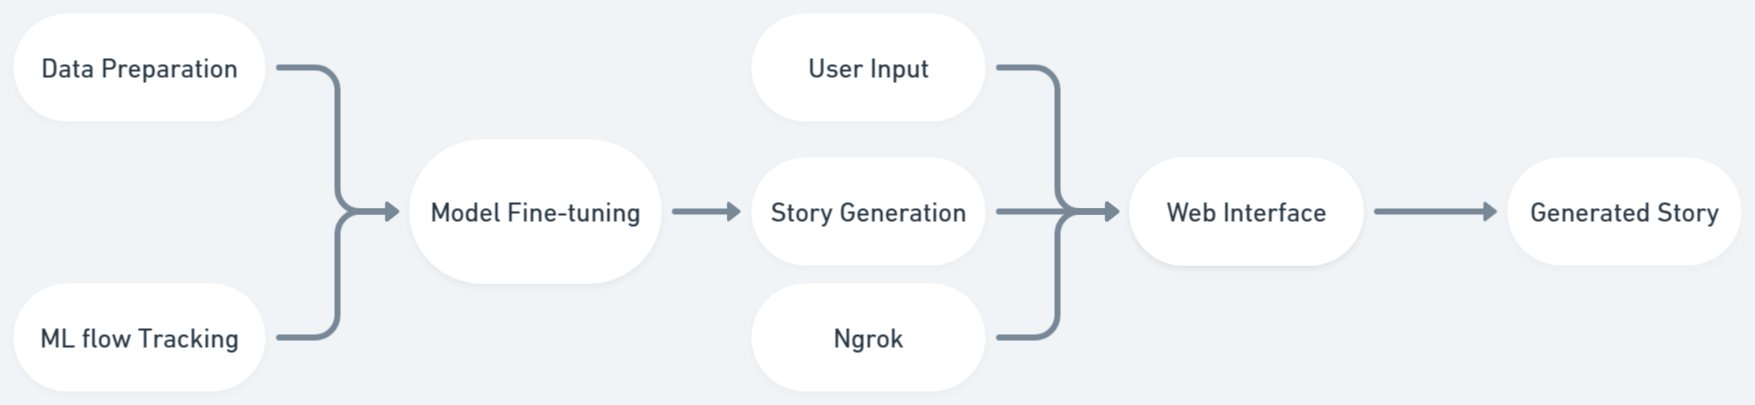 Data Preparation
ML flow Tracking
Model Fine-tuning
User Input
Story Generation
Ngrok
Web Interface
Generated Story